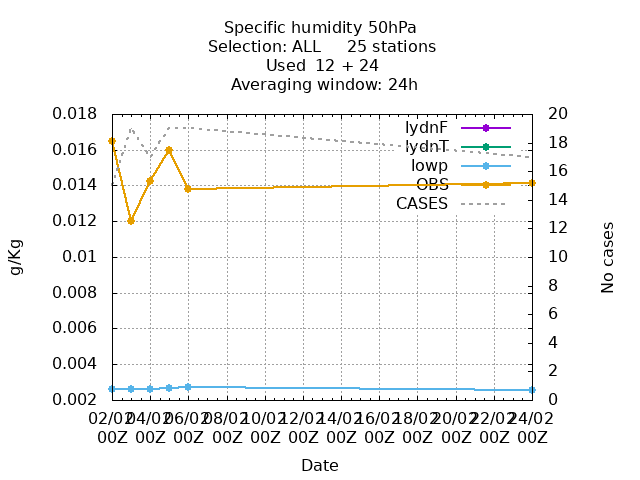 Specific humidity 50hPa
Selection: ALL 25 stations
Used 12 + 24
Averaging window: 24h
0.018
0.016
0.014
0.012
0.01
0.008
0.006
0.004
0.002
g/Kg
20
18
16
14
12
10
8
6
4
2
0
No cases
lydnF
lydnT
lowp
OBS
CASES
02/02 04/02 06/02 08/02 10/02 12/02 14/02 16/02 18/02 20/02 22/02 24/02
00Z 00Z 00Z 00Z 00Z 00Z 00Z 00Z 00Z 00Z 00Z 00Z
Date